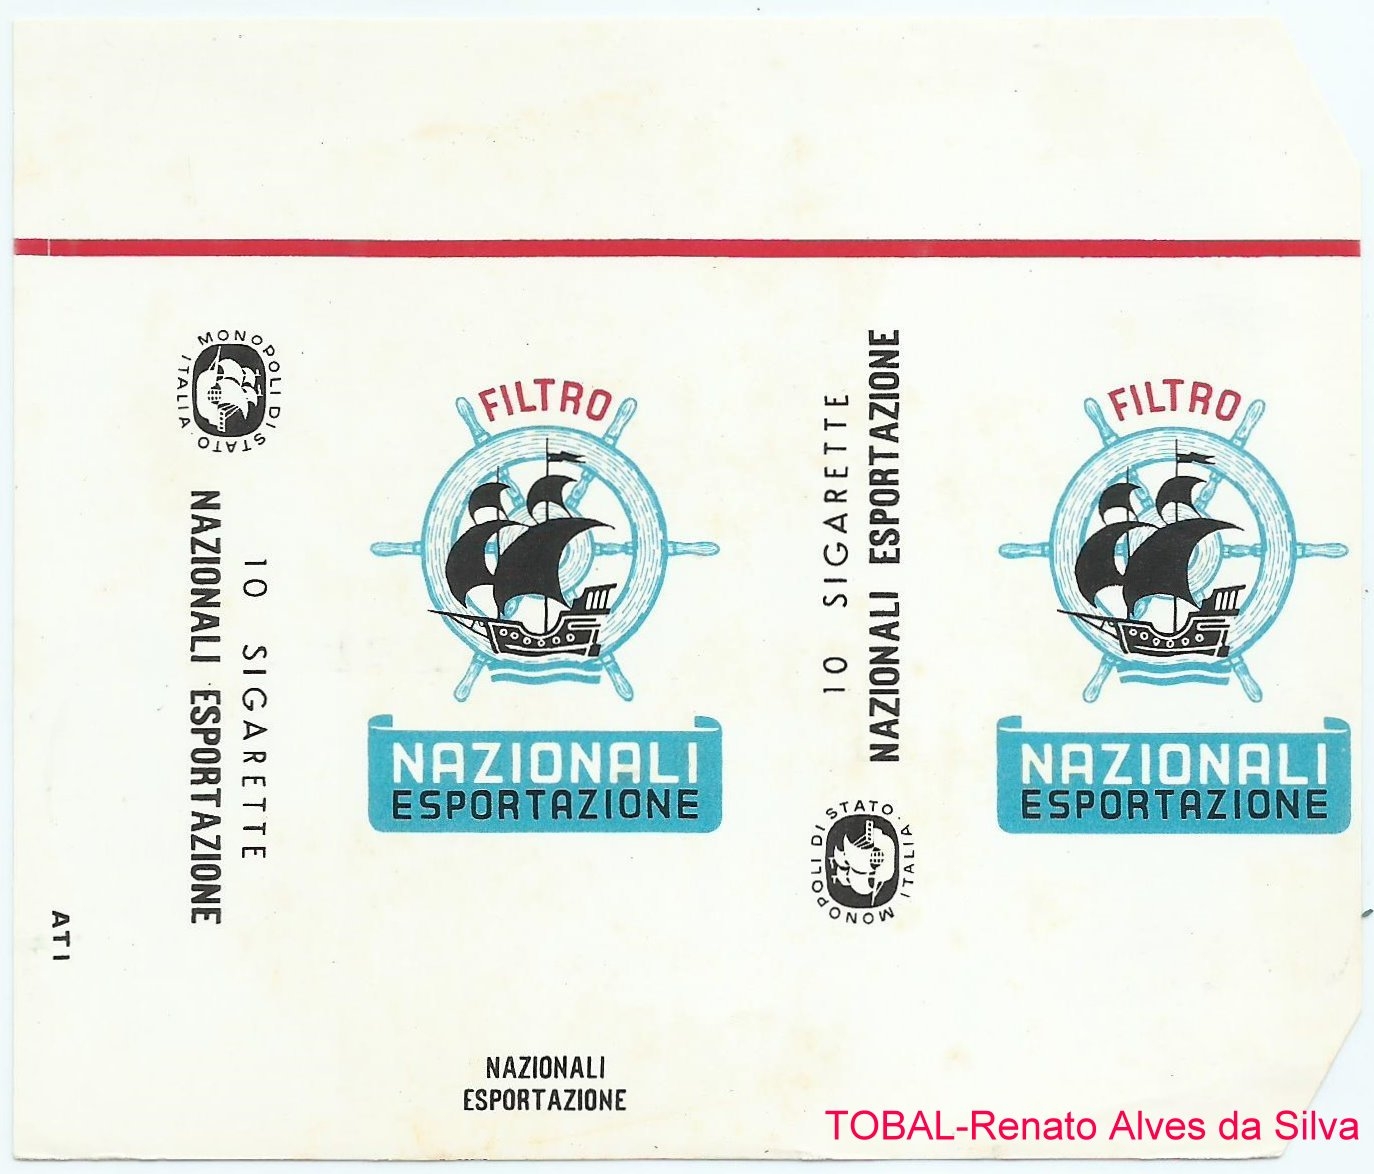 MONOPOLI DI STATO. ITALIA
10 SIGARETTE
NAZIONALI ESPORTAZIONE
ATI
FILTRO
NAZIONALI
ESPORTAZIONE
10 SIGARETTE
NAZIONALI ESPORTAZIONE
MONOPOLI DI STATO. ITALIA
FILTRO
NAZIONALI
ESPORTAZIONE
NAZIONALI
ESPORTAZIONE
TOBAL-Renato Alves da Silva